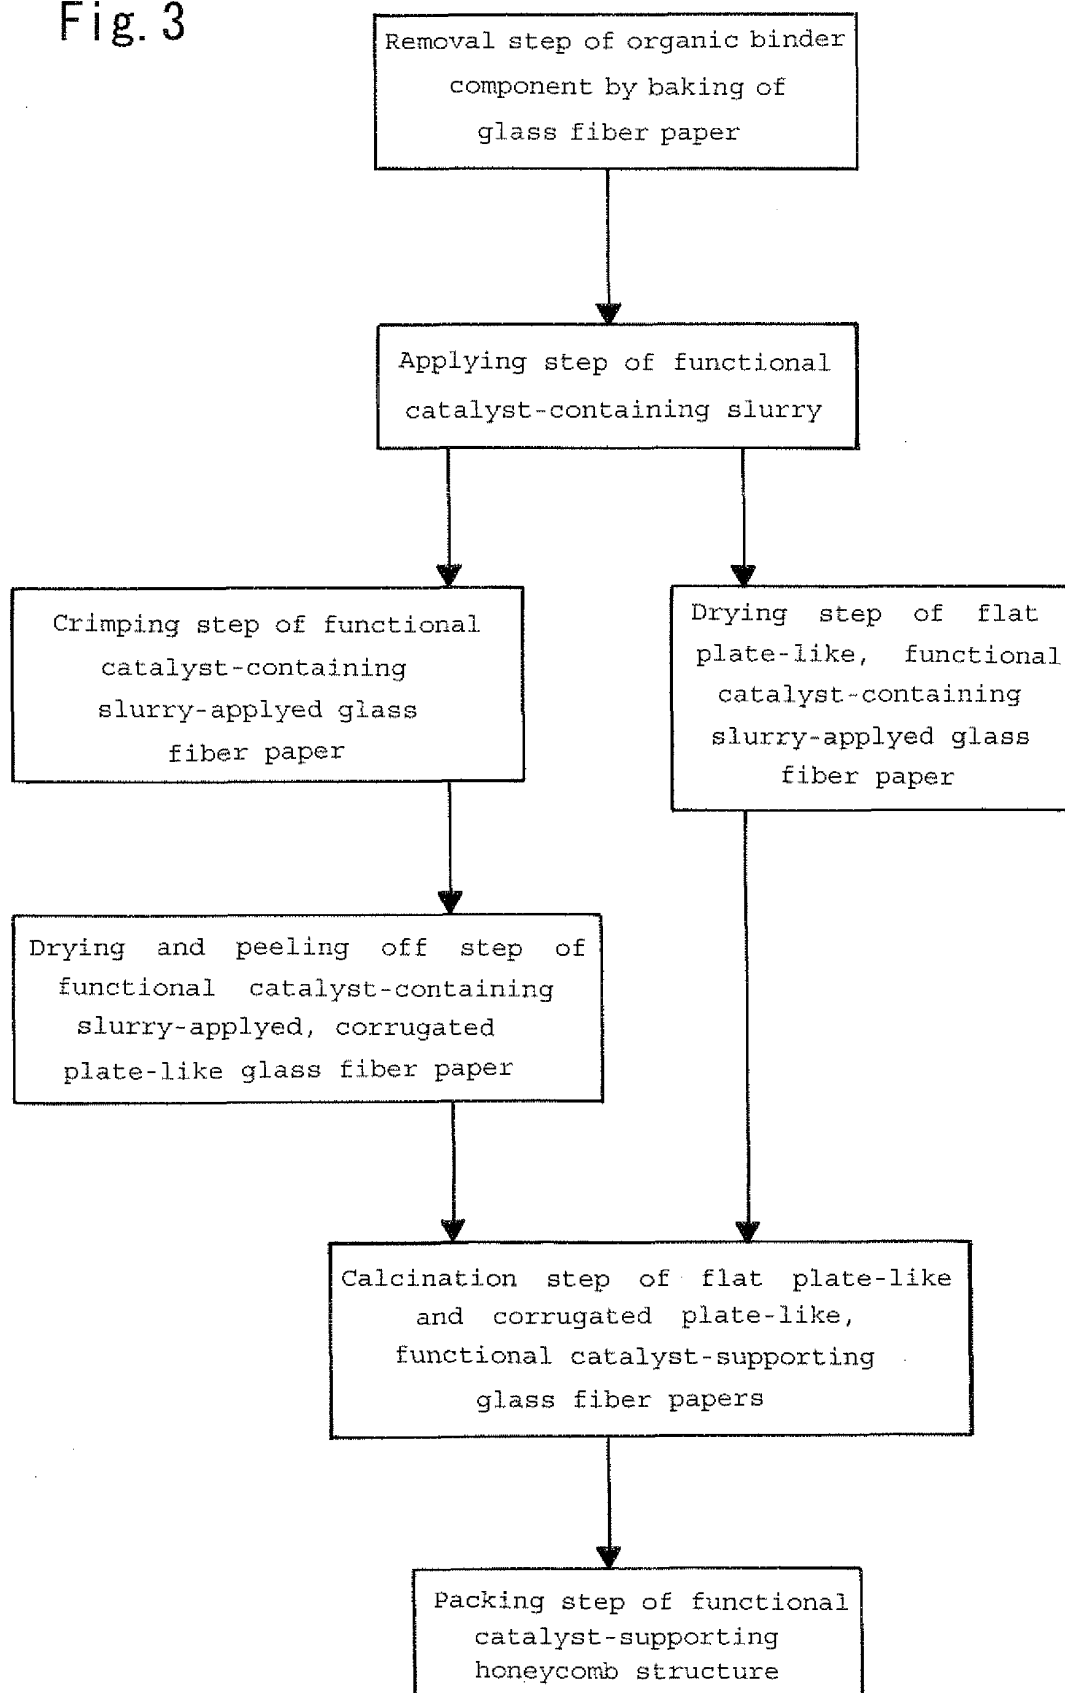 Fig. 3
Removal step of organic binder
component by baking of
glass fiber paper
Applying step of functional
catalyst-containing slurry
Crimping step of functional
catalyst-containing
slurry-applyed glass
fiber paper
Drying step of flat
plate-like, functional
catalyst-containing
slurry-applyed glass
fiber paper
Drying and peeling off step of
functional catalyst-containing
slurry-applyed, corrugated
plate-like glass fiber paper
Calcination step of flat plate-like
and corrugated plate-like,
functional catalyst-supporting
glass fiber papers
Packing step of functional
catalyst-supporting
honeycomb structure